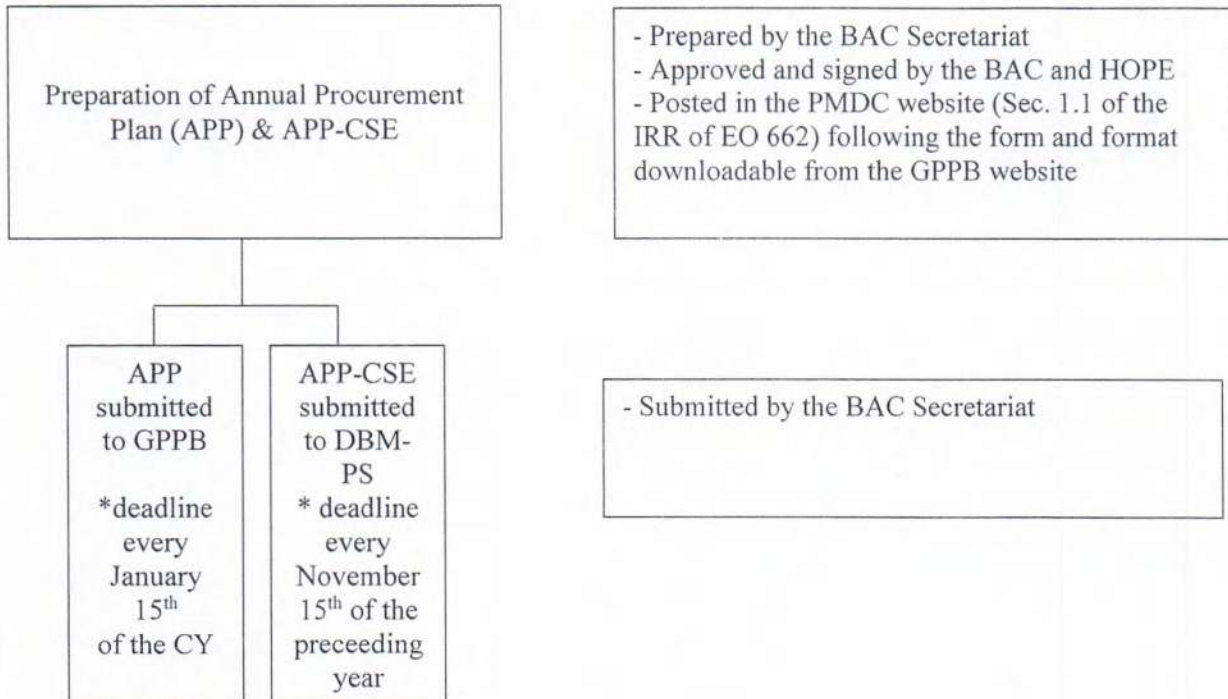 Preparation of Annual Procurement
Plan (APP) & APP-CSE
- Prepared by the BAC Secretariat
- Approved and signed by the BAC and HOPE
- Posted in the PMDC website (Sec. 1.1 of the
IRR of EO 662) following the form and format
downloadable from the GPPB website
APP
submitted
to GPPB
*deadline
every
January
15th
of the CY
APP-CSE
submitted
to DBM-
PS
* deadline
every
November
15th of the
preceeding
year
- Submitted by the BAC Secretariat